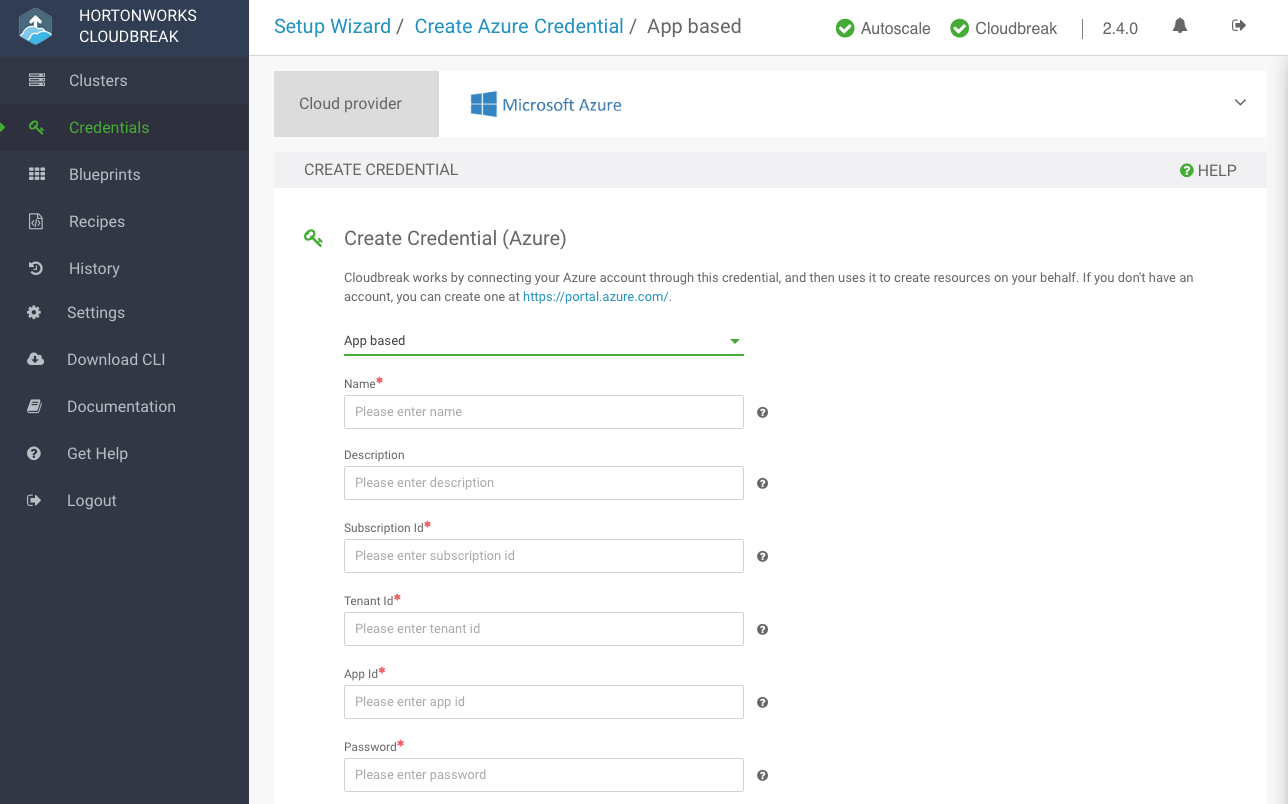 HORTONWORKS
CLOUDBREAK
Clusters
Credentials
Blueprints
Recipes
History
Settings
Download CLI
Documentation
Get Help
Logout
Setup Wizard / Create Azure Credential / App based
Autoscale Cloudbreak | 2.4.0
Cloud provider
Microsoft Azure
CREATE CREDENTIAL
HELP
Create Credential (Azure)
Cloudbreak works by connecting your Azure account through this credential, and then uses it to create resources on your behalf. If you don't have an
account, you can create one at https://portal.azure.com/.
App based
Name*
Please enter name
Description
Please enter description
Subscription Id*
Please enter subscription id
Tenant Id*
Please enter tenant id
App Id*
Please enter app id
Password*
Please enter password